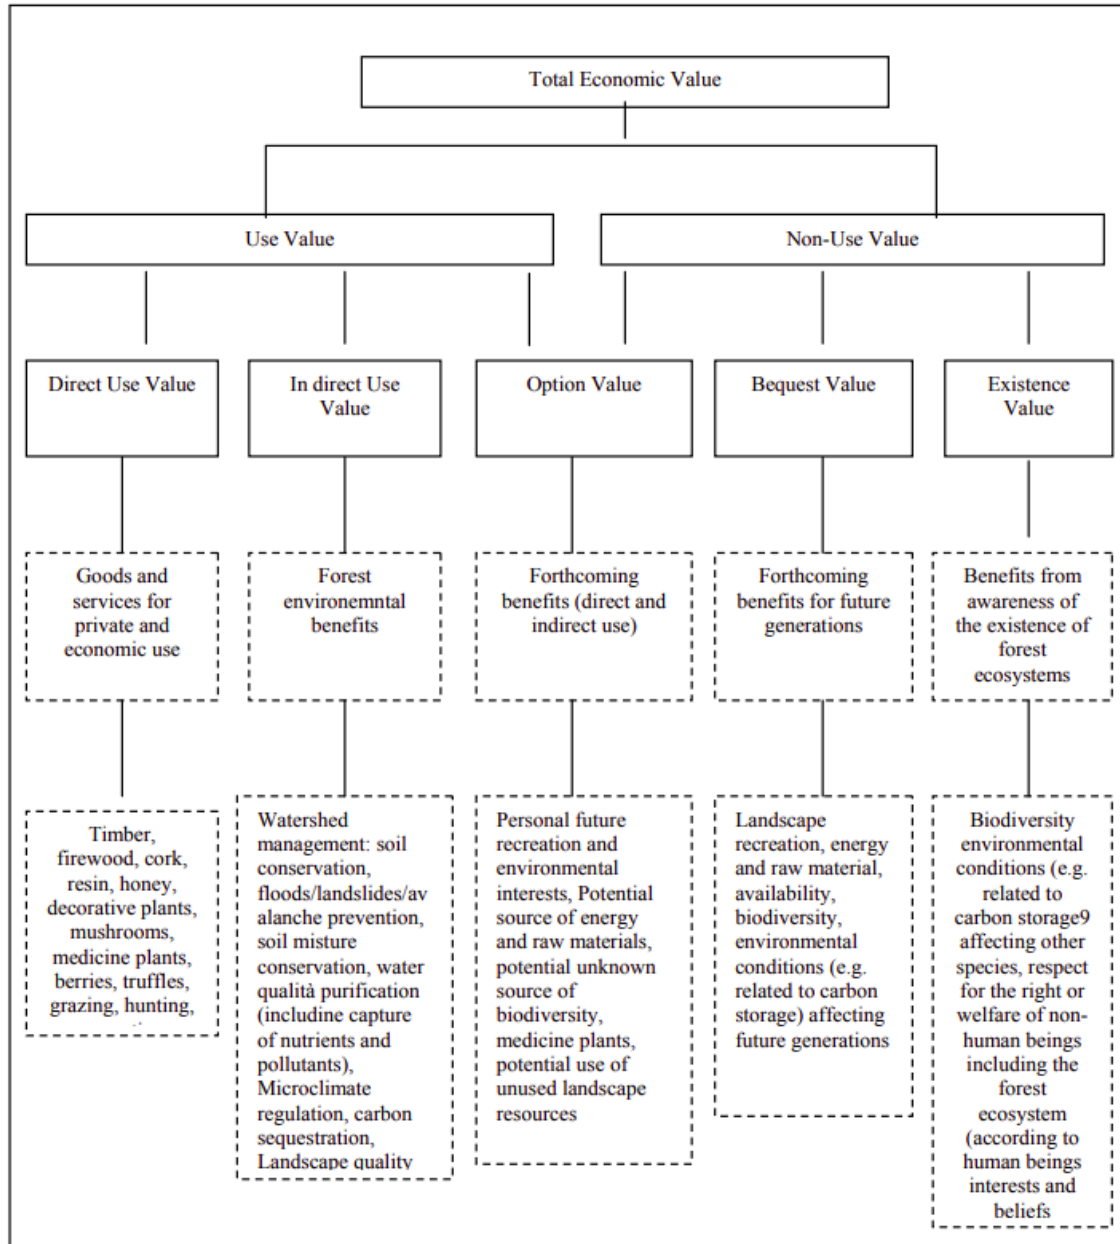 Total Economic Value
Use Value
Non-Use Value
Direct Use Value
In direct Use
Value
Option Value
Bequest Value
Existence
Value
Goods and
services for
private and
economic use
Forest
environemntal
benefits
Forthcoming
benefits (direct and
indirect use)
Forthcoming
benefits for future
generations
Benefits from
awareness of
the existence of
forest
ecosystems
Timber,
firewood, cork,
resin, honey,
decorative plants,
mushrooms,
medicine plants,
berries, truffles,
grazing, hunting,
Watershed
management: soil
conservation,
floods/landslides/av
alanche prevention,
soil misture
conservation, water
qualità purification
(includine capture
of nutrients and
pollutants),
Microclimate
regulation, carbon
sequestration,
Landscape quality
Personal future
recreation and
environmental
interests, Potential
source of energy
and raw materials,
potential unknown
source of
biodiversity,
medicine plants,
potential use of
unused landscape
resources
Landscape
recreation, energy
and raw material,
availability,
biodiversity,
environmental
conditions (e.g.
related to carbon
storage) affecting
future generations
Biodiversity
environmental
conditions (e.g.
related to
carbon storage9
affecting other
species, respect
for the right or
welfare of non-
human beings
including the
forest
ecosystem
(according to
human beings
interests and
beliefs